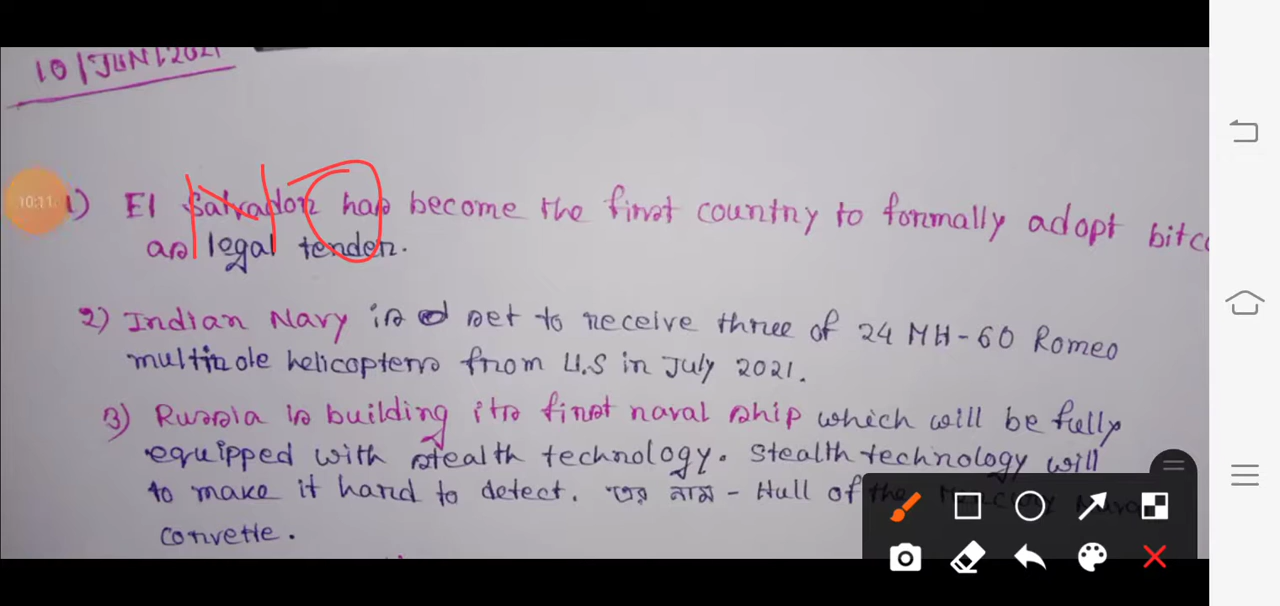 10/JUN/2021
10:11
1) El Salvador has become the first country to formally adopt bitc
as legal tender.
2) Indian Navy is set to receive three of 24 MH-60 Romeo
multirole helicopters from U.S in July 2021.
3) Russia is building its first naval ship which will be fully
equipped with stealth technology. Stealth technology will
to make it hard to detect. তার নাম - Hull of the
corvette.